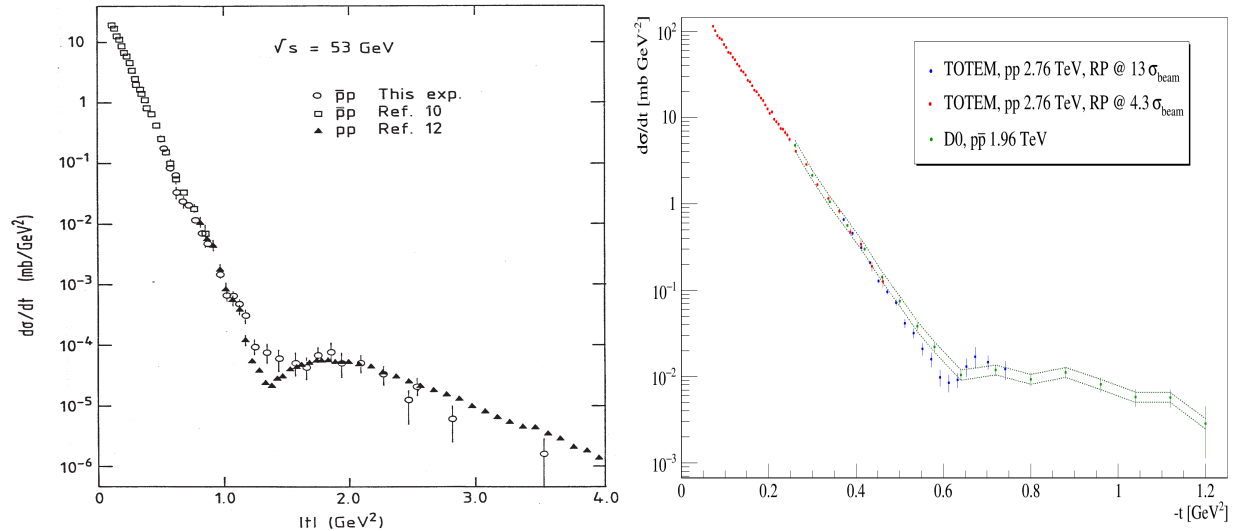 √s = 53 GeV
p̄p This exp.
p̄p Ref. 10
pp Ref. 12
dσ/dt (mb/GeV²)
10
1
10⁻¹
10⁻²
10⁻³
10⁻⁴
10⁻⁵
10⁻⁶
0 1.0 2.0 3.0 4.0
|t| (GeV²)
dσ/dt [mb GeV⁻²]
10²
10
1
10⁻¹
10⁻²
10⁻³
TOTEM, pp 2.76 TeV, RP @ 13 σbeam
TOTEM, pp 2.76 TeV, RP @ 4.3 σbeam
D0, pp̄ 1.96 TeV
0 0.2 0.4 0.6 0.8 1 1.2
-t [GeV²]